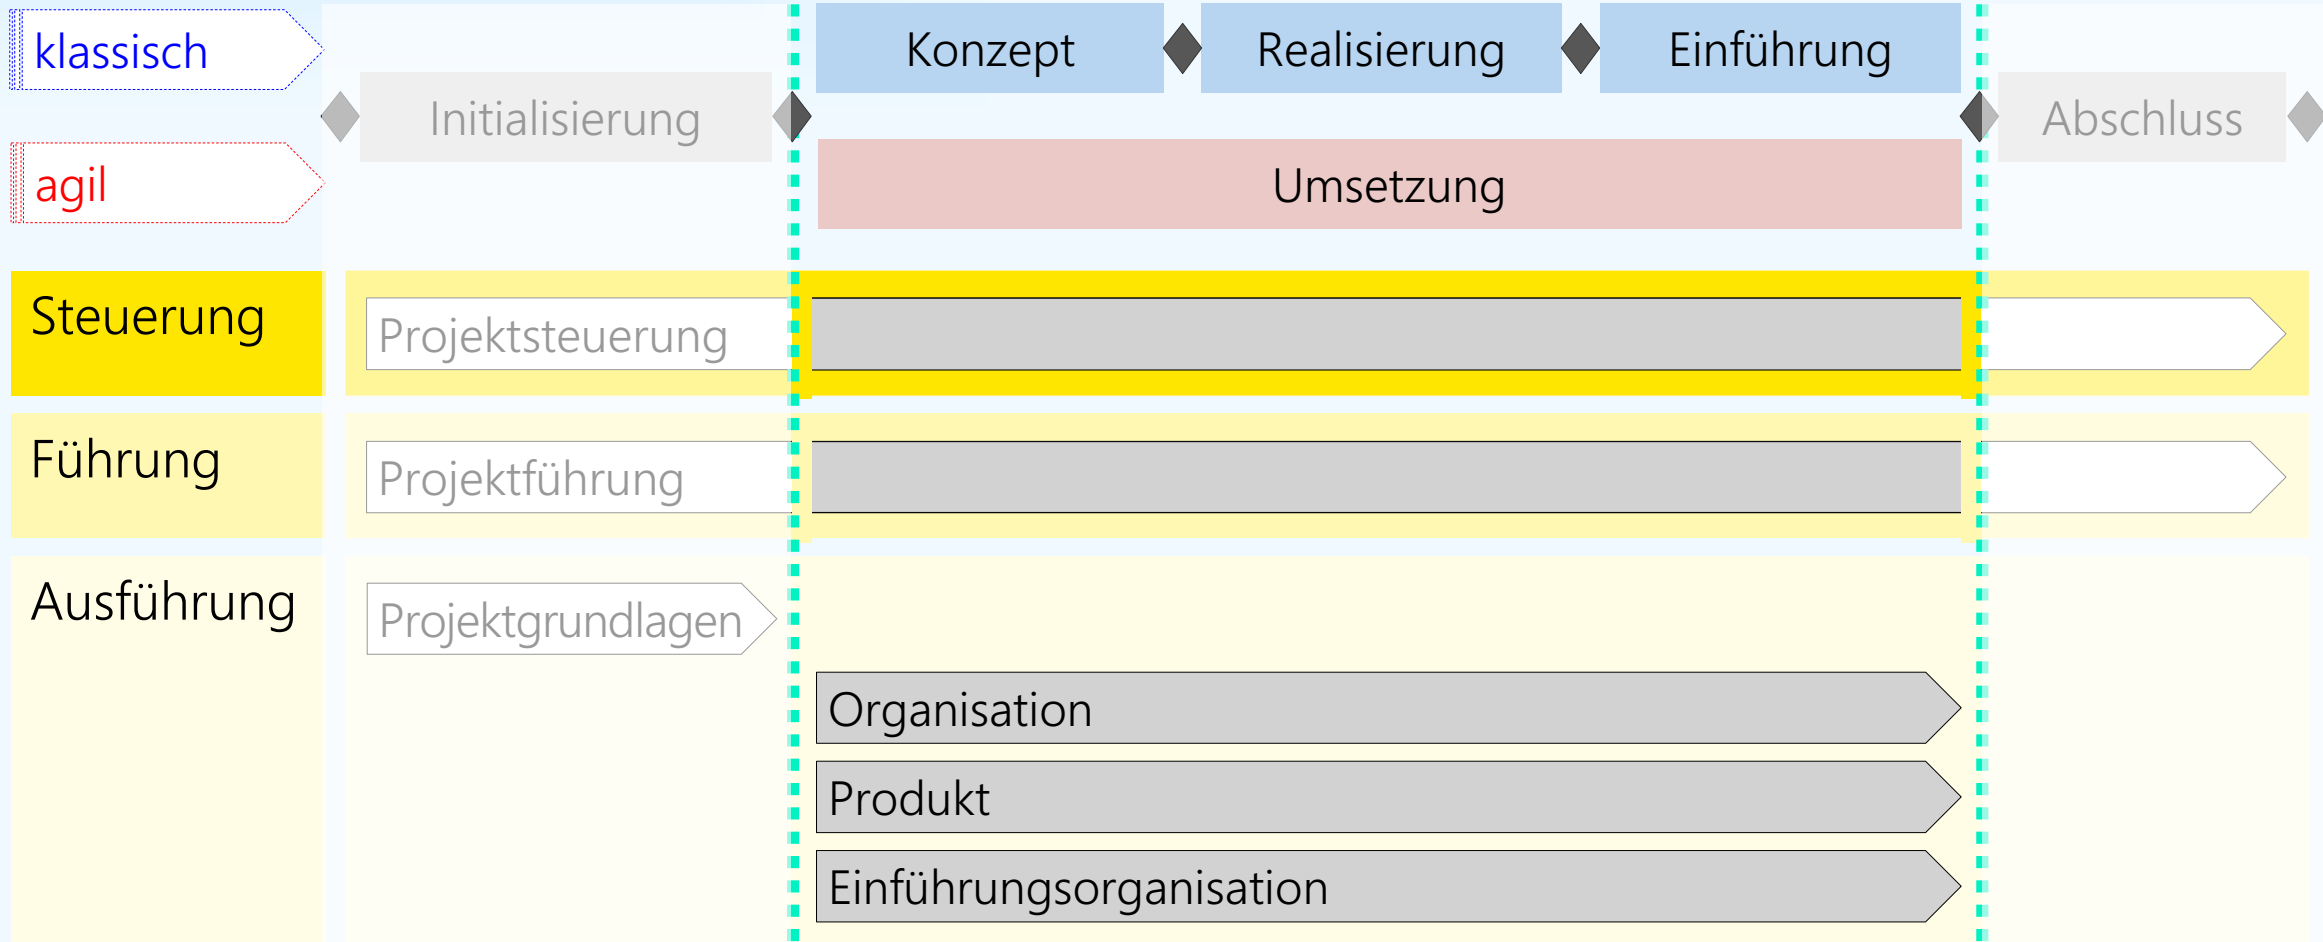 klassisch
Konzept
Realisierung
Einführung
Initialisierung
Abschluss
agil
Umsetzung
Steuerung
Projektsteuerung
Führung
Projektführung
Ausführung
Projektgrundlagen
Organisation
Produkt
Einführungsorganisation